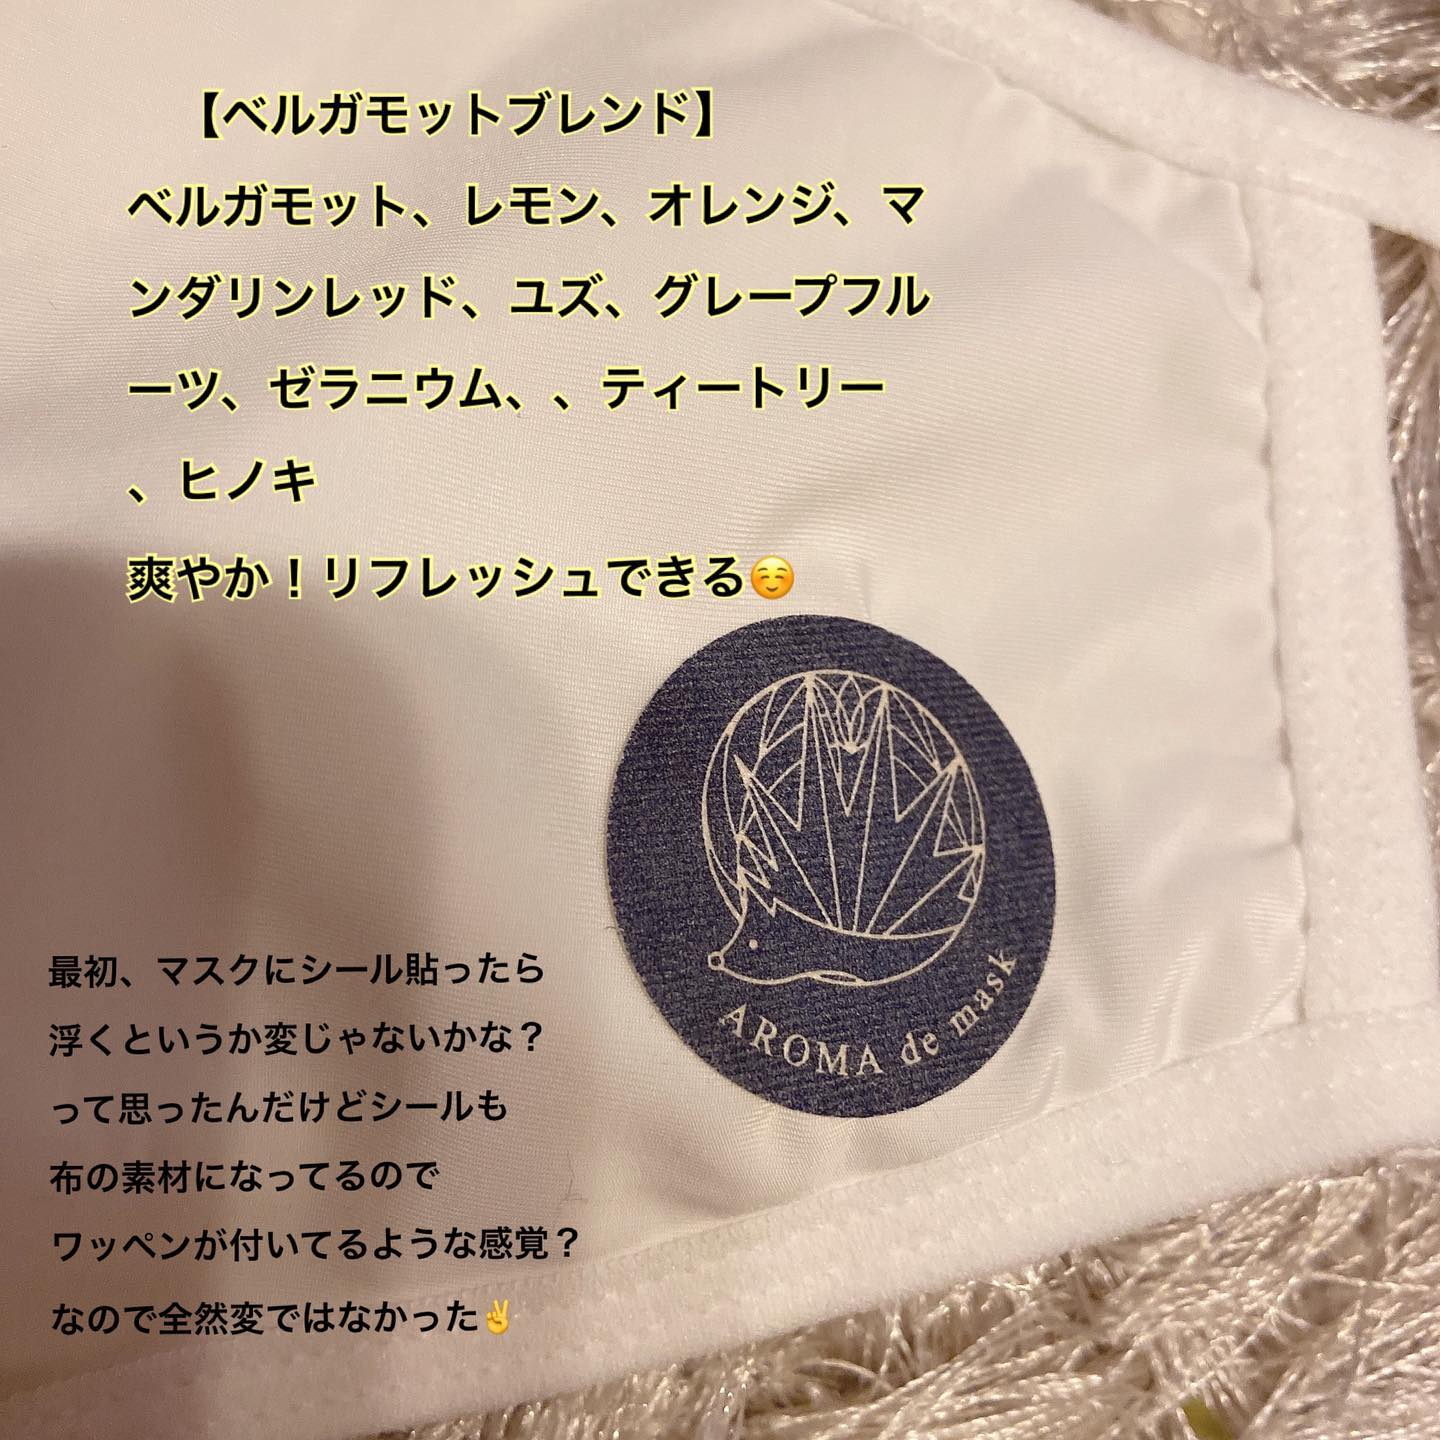 【ベルガモットブレンド】
ベルガモット、レモン、オレンジ、マ
ンダリンレッド、ユズ、グレープフル
ーツ、ゼラニウム、、ティートリー
、ヒノキ
爽やか！リフレッシュできる☺️
AROMA de mask
最初、マスクにシール貼ったら
浮くというか変じゃないかな？
って思ったんだけどシールも
布の素材になってるので
ワッペンが付いてるような感覚？
なので全然変ではなかった✌️